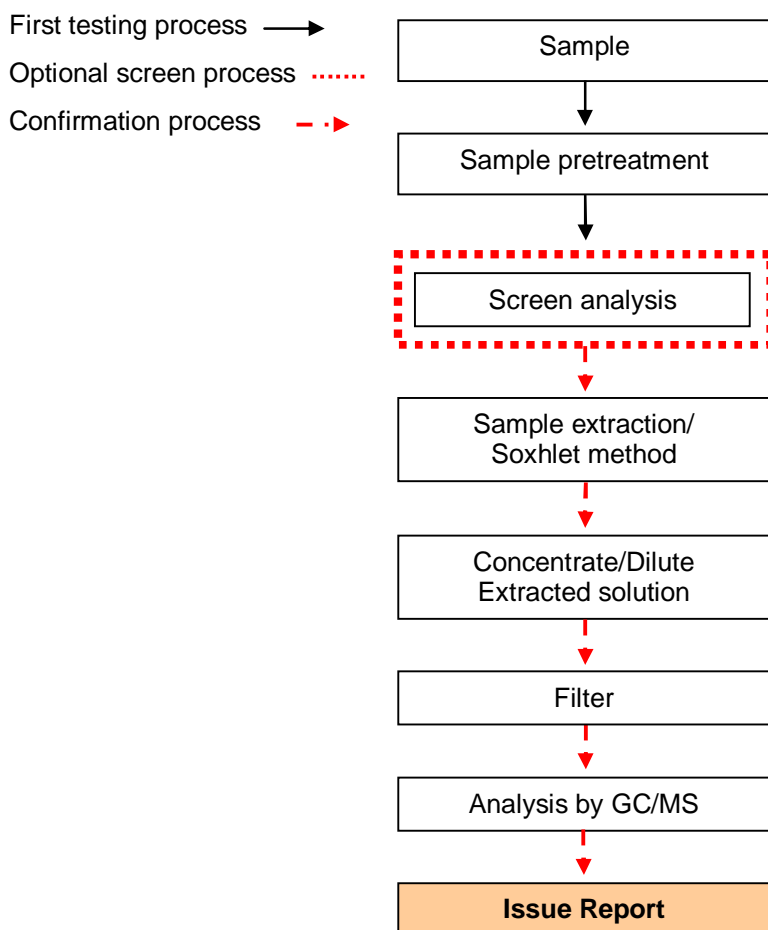 First testing process
Optional screen process
Confirmation process
Sample
Sample pretreatment
Screen analysis
Sample extraction/
Soxhlet method
Concentrate/Dilute
Extracted solution
Filter
Analysis by GC/MS
Issue Report